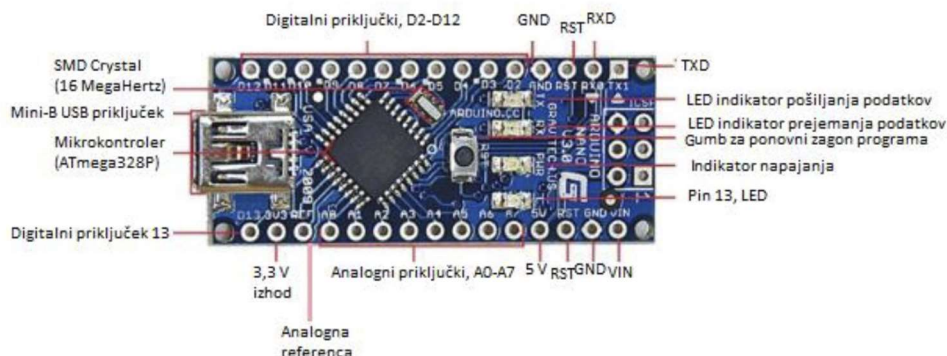 Digitalni priključki, D2-D12
GND
RST
RXD
TXD
SMD Crystal
(16 MegaHertz)
Mini-B USB priključek
Mikrokontroler
(ATmega328P)
Digitalni priključek 13
3,3 V
izhod
Analogna
referenca
Analogni priključki, A0-A7
5 V
RST
GND
VIN
LED indikator pošiljanja podatkov
LED indikator prejemanja podatkov
Gumb za ponovni zagon programa
Indikator napajanja
Pin 13, LED
D12 D11 D10 D9 D8 D7 D6 D5 D4 D3 D2 GND RST RX0 TX1
TX
RX
PWR
L
ARDUINO.CC
GRAVITECH.US
ARDUINO
NANO
V3.0
ICSP
USA
2009
D13 3V3 REF A0 A1 A2 A3 A4 A5 A6 A7 5V RST GND VIN